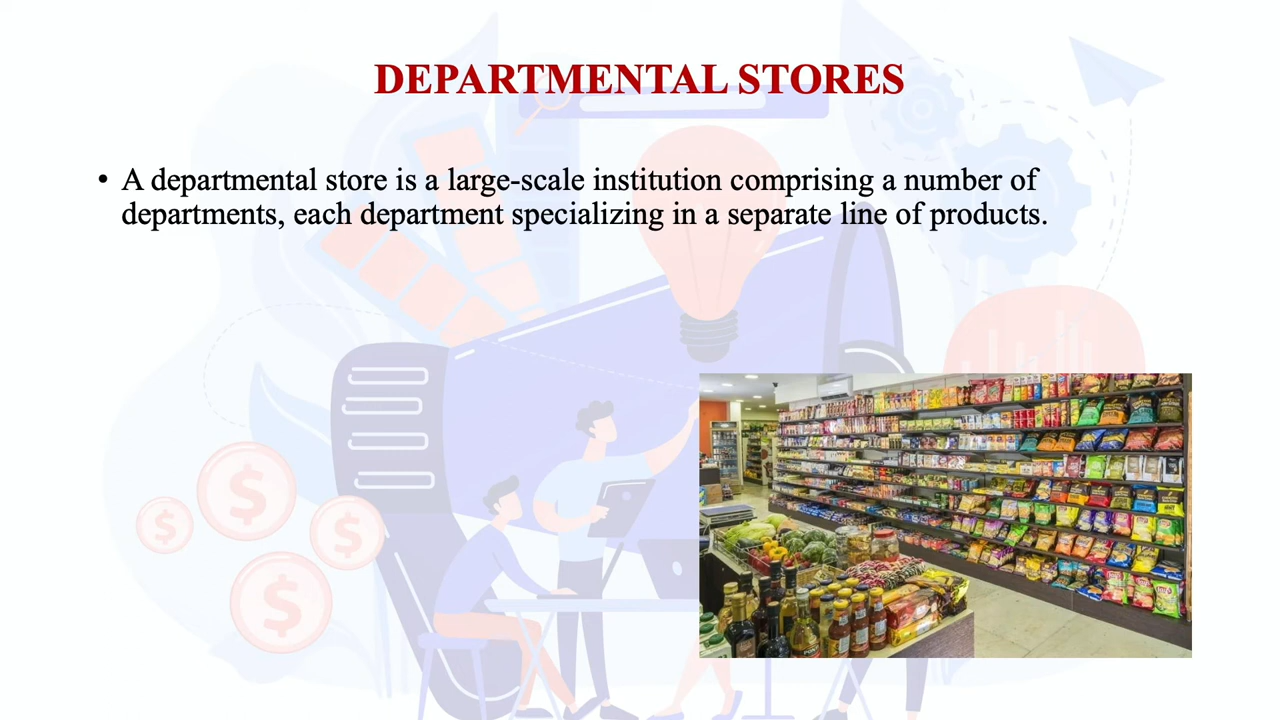 DEPARTMENTAL STORES
• A departmental store is a large-scale institution comprising a number of
departments, each department specializing in a separate line of products.